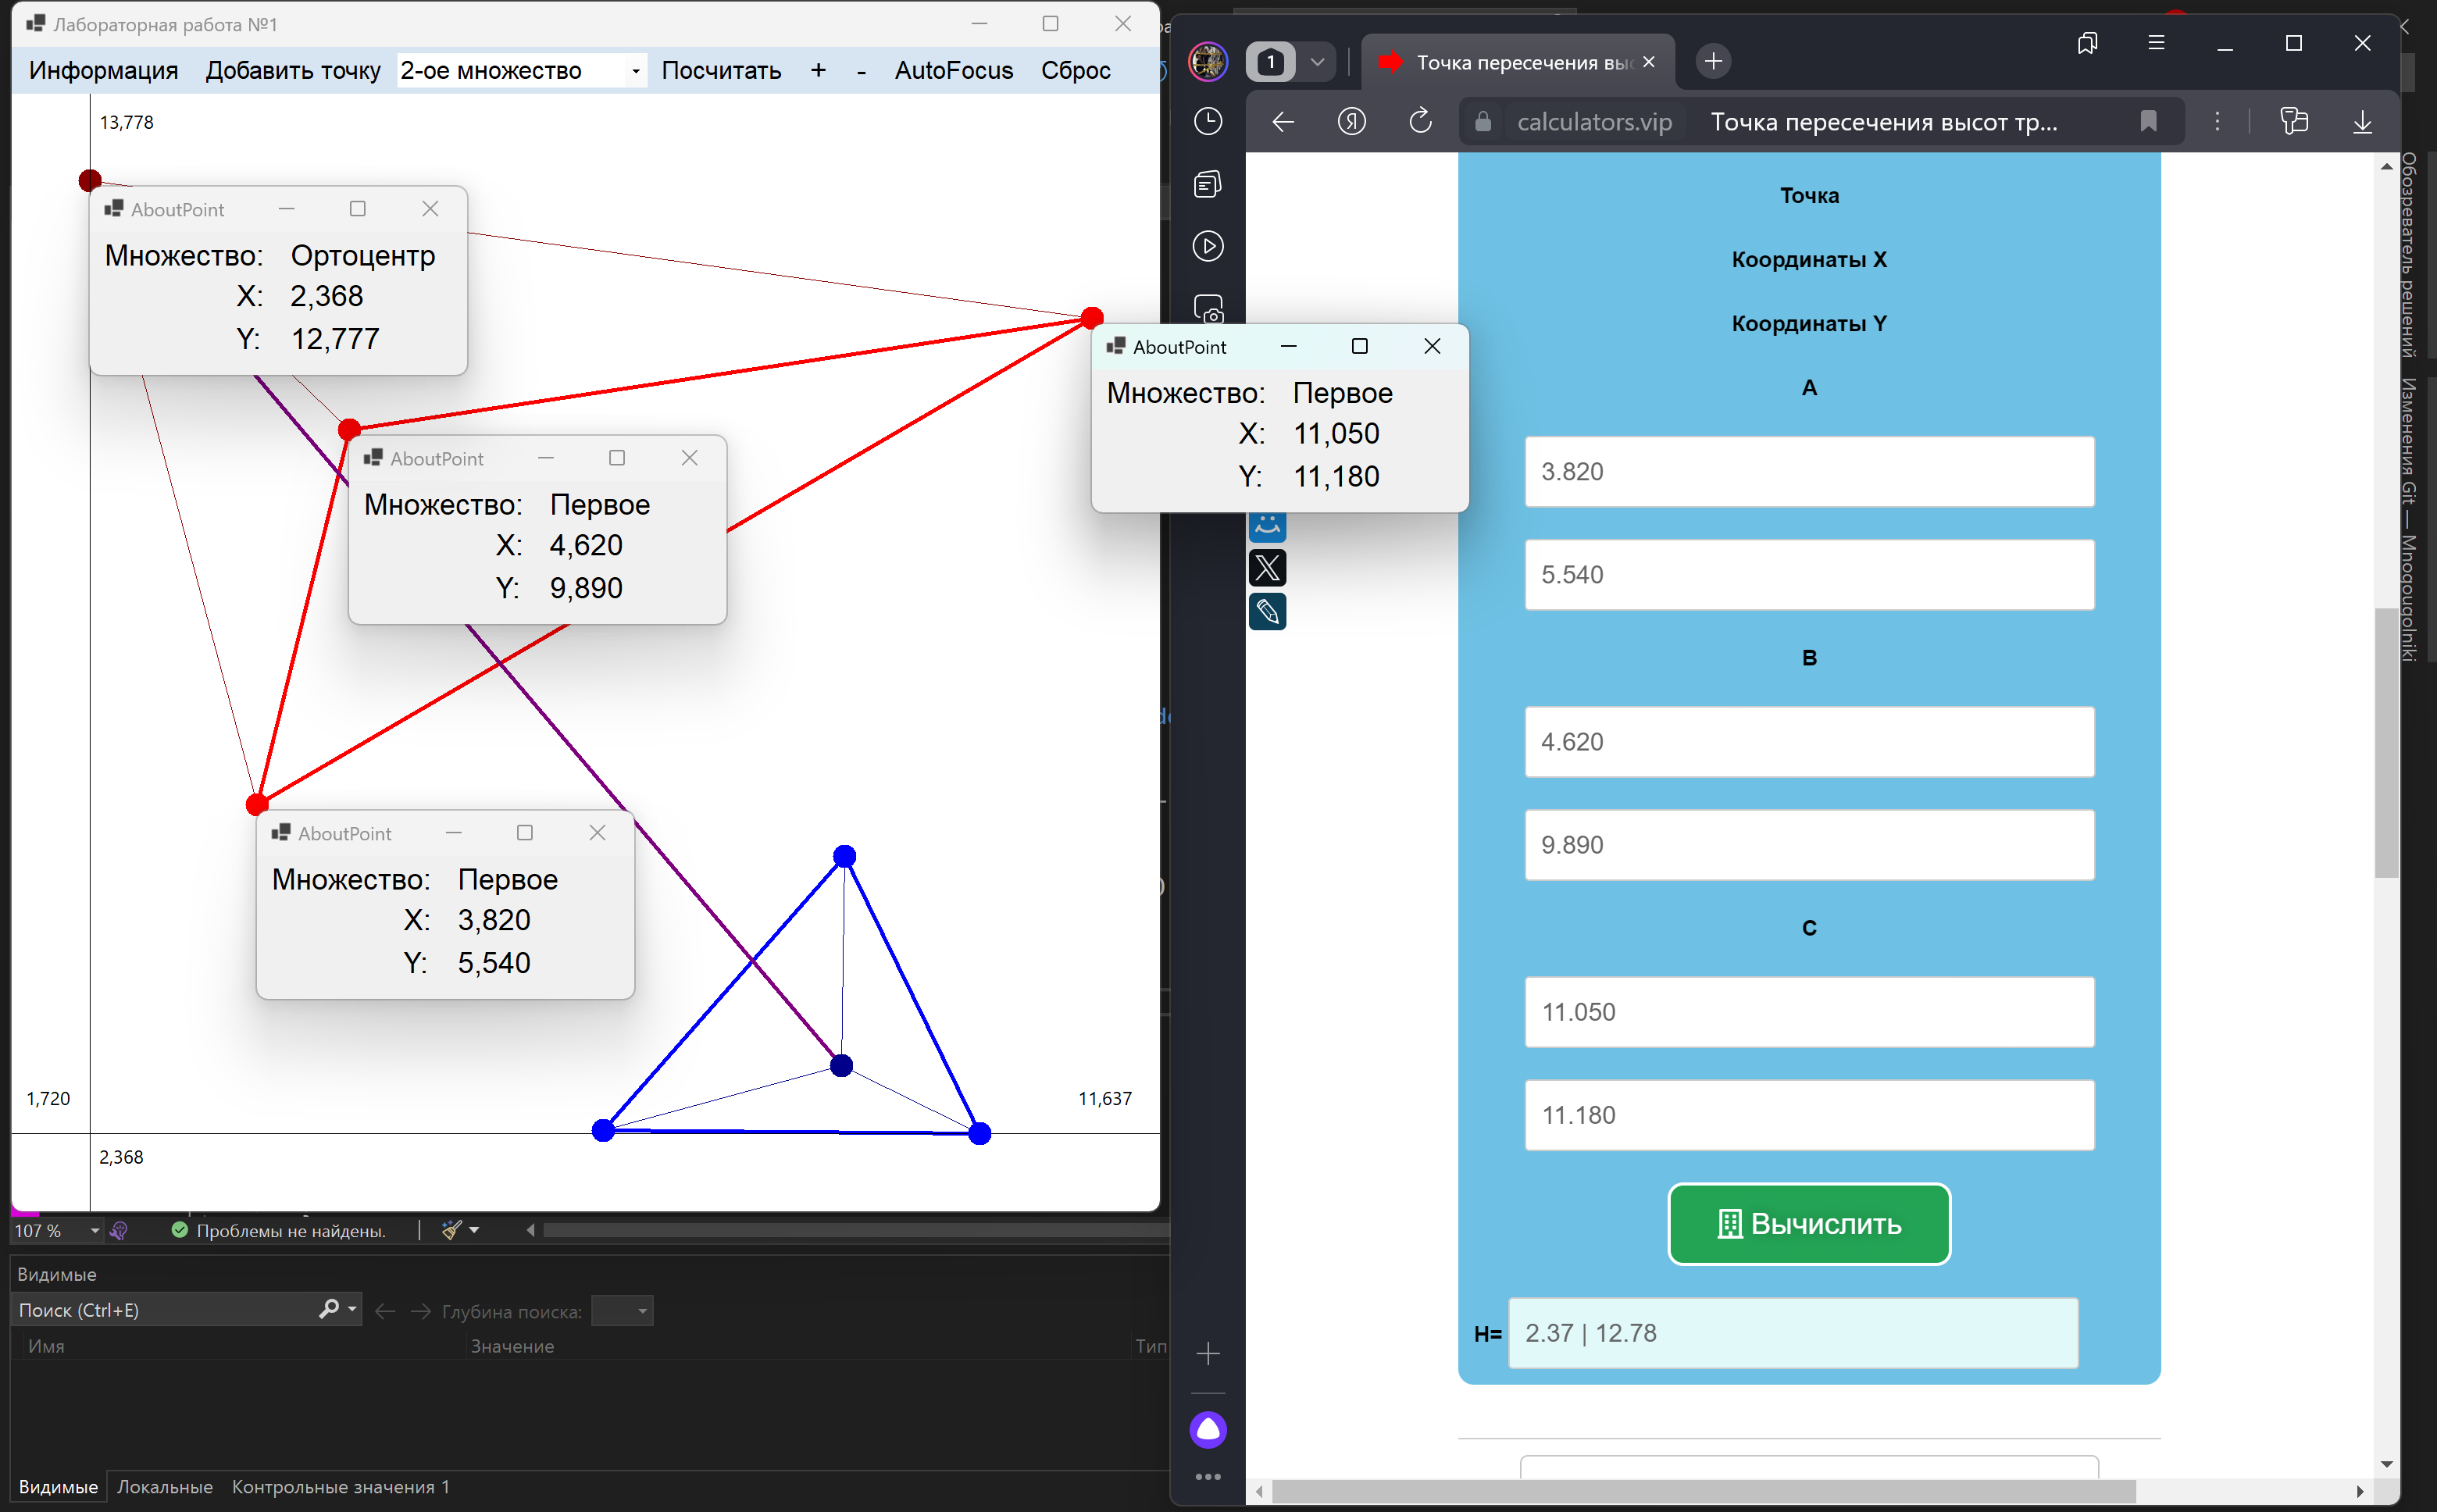 Лабораторная работа №1
Информация Добавить точку 2-ое множество Посчитать + - AutoFocus Сброс
13,778
AboutPoint
Множество: Ортоцентр
X: 2,368
Y: 12,777
AboutPoint
Множество: Первое
X: 11,050
Y: 11,180
AboutPoint
Множество: Первое
X: 4,620
Y: 9,890
AboutPoint
Множество: Первое
X: 3,820
Y: 5,540
1,720
11,637
2,368
107 %
Проблемы не найдены.
Видимые
Поиск (Ctrl+E)
Глубина поиска:
Имя Значение Тип
Видимые Локальные Контрольные значения 1
1
Точка пересечения выс
calculators.vip Точка пересечения высот тр...
Точка
Координаты X
Координаты Y
A
3.820
5.540
B
4.620
9.890
C
11.050
11.180
Вычислить
H= 2.37 | 12.78
Обозреватель решений
Изменения Git — Mnogougolniki